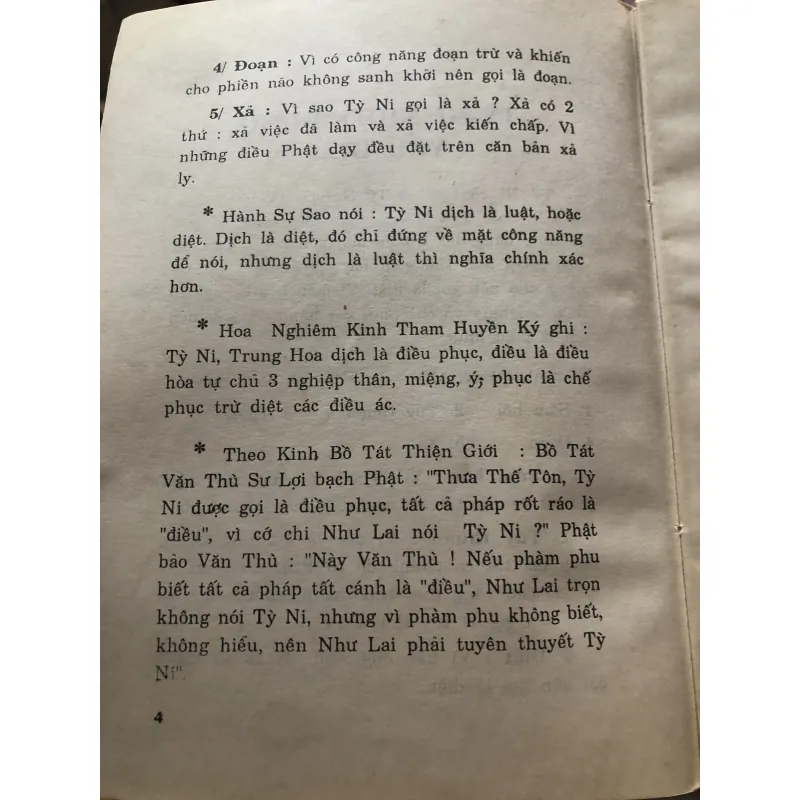 4/ Đoạn : Vì có công năng đoạn trừ và khiến
cho phiền não không sanh khởi nên gọi là đoạn.
5/ Xả : Vì sao Tỳ Ni gọi là xả ? Xả có 2
thứ : xả việc đã làm và xả việc kiến chấp. Vì
những điều Phật dạy đều đặt trên căn bản xả
ly.
* Hành Sự Sao nói : Tỳ Ni dịch là luật, hoặc
diệt. Dịch là diệt, đó chỉ đứng về mặt công năng
để nói, nhưng dịch là luật thì nghĩa chính xác
hơn.
* Hoa Nghiêm Kinh Tham Huyền Ký ghi :
Tỳ Ni, Trung Hoa dịch là điều phục, điều là điều
hòa tự chủ 3 nghiệp thân, miệng, ý; phục là chế
phục trừ diệt các điều ác.
* Theo Kinh Bồ Tát Thiện Giới : Bồ Tát
Văn Thù Sư Lợi bạch Phật : "Thưa Thế Tôn, Tỳ
Ni được gọi là điều phục, tất cả pháp rốt ráo là
"điều", vì cớ chi Như Lai nói Tỳ Ni ?" Phật
bảo Văn Thù : "Này Văn Thù ! Nếu phàm phu
biết tất cả pháp tất cánh là "điều", Như Lai trọn
không nói Tỳ Ni, nhưng vì phàm phu không biết,
không hiểu, nên Như Lai phải tuyên thuyết Tỳ
Ni".
4